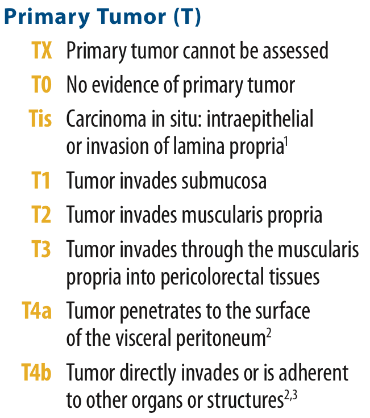 Primary Tumor (T)
TX Primary tumor cannot be assessed
T0 No evidence of primary tumor
Tis Carcinoma in situ: intraepithelial
or invasion of lamina propria¹
T1 Tumor invades submucosa
T2 Tumor invades muscularis propria
T3 Tumor invades through the muscularis
propria into pericolorectal tissues
T4a Tumor penetrates to the surface
of the visceral peritoneum²
T4b Tumor directly invades or is adherent
to other organs or structures²,³